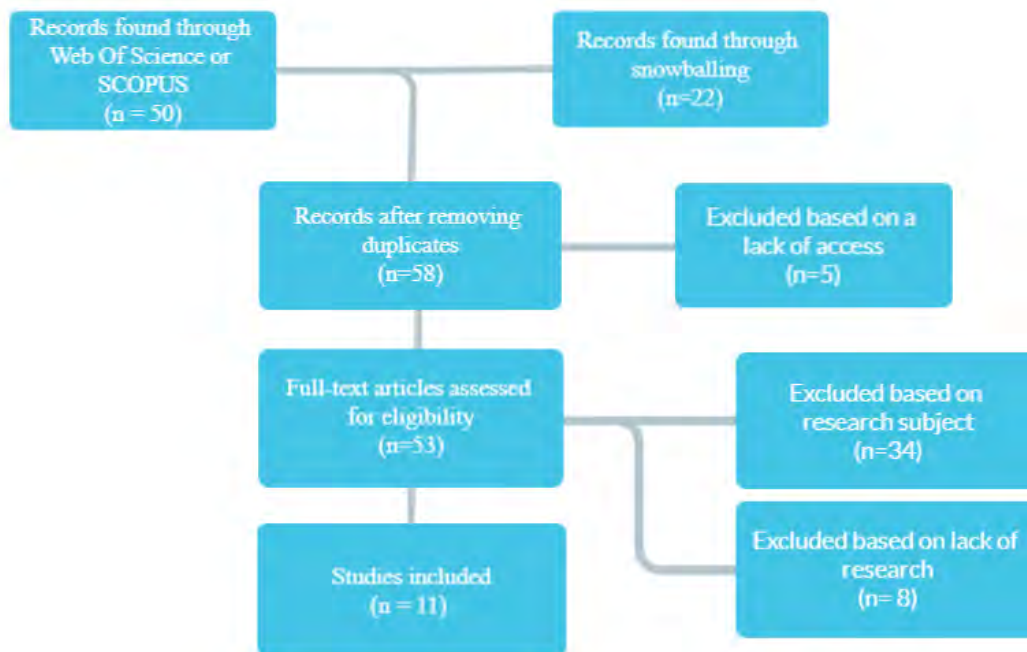 Records found through
Web Of Science or
SCOPUS
(n = 50)
Records found through
snowballing
(n=22)
Records after removing
duplicates
(n=58)
Excluded based on a
lack of access
(n=5)
Full-text articles assessed
for eligibility
(n=53)
Excluded based on
research subject
(n=34)
Excluded based on lack of
research
(n= 8)
Studies included
(n = 11)